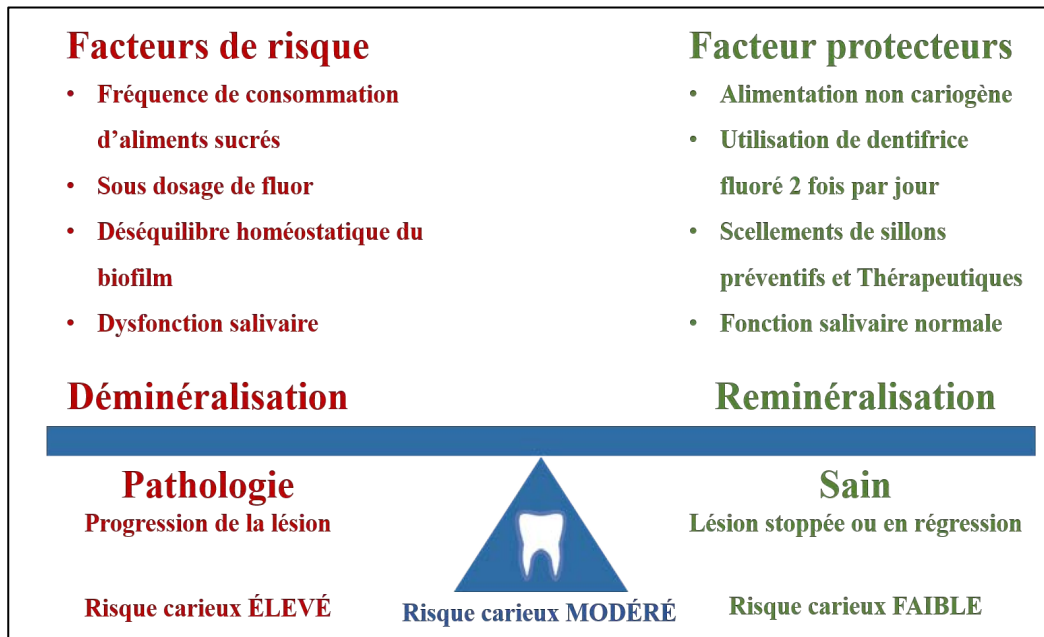 Facteurs de risque
• Fréquence de consommation
d’aliments sucrés
• Sous dosage de fluor
• Déséquilibre homéostatique du
biofilm
• Dysfonction salivaire
Déminéralisation
Facteur protecteurs
• Alimentation non cariogène
• Utilisation de dentifrice
fluoré 2 fois par jour
• Scellements de sillons
préventifs et Thérapeutiques
• Fonction salivaire normale
Reminéralisation
Pathologie
Progression de la lésion
Risque carieux ÉLEVÉ
Risque carieux MODÉRÉ
Sain
Lésion stoppée ou en régression
Risque carieux FAIBLE